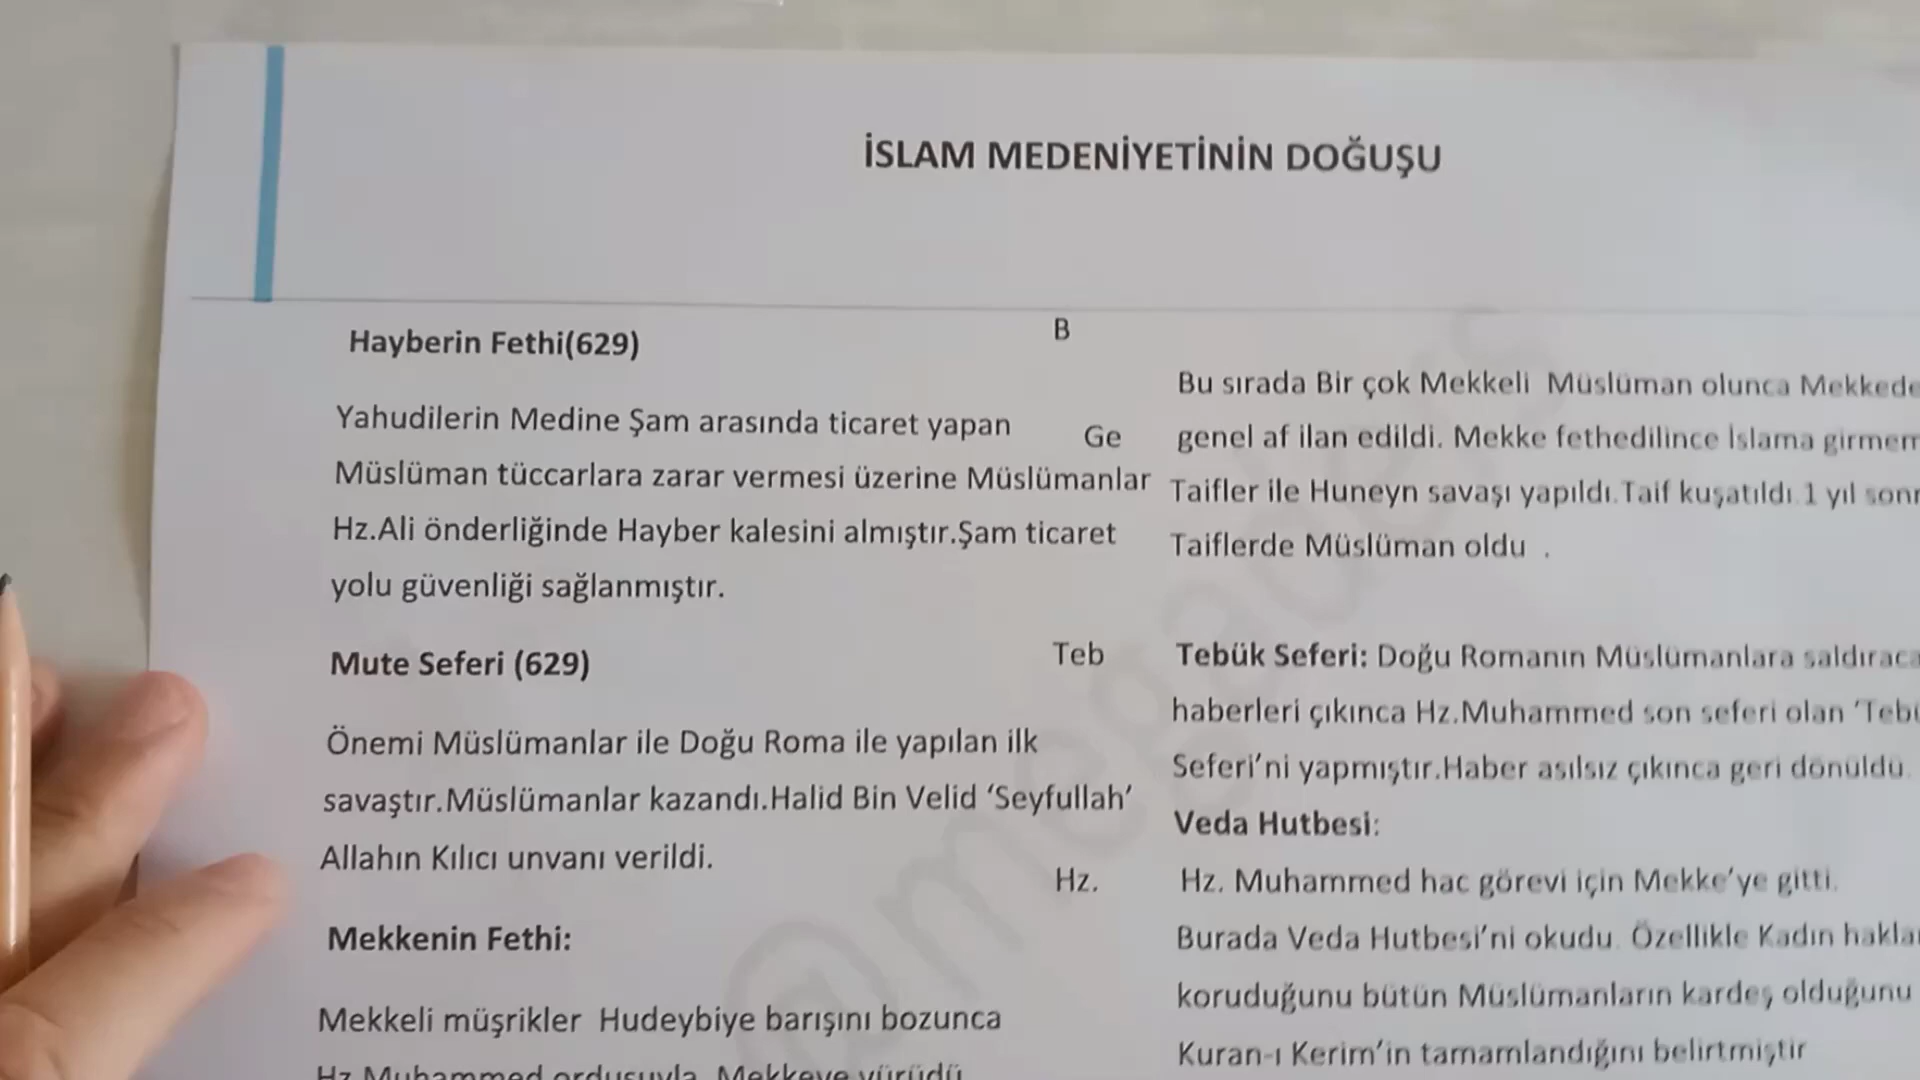 İSLAM MEDENİYETİNİN DOĞUŞU
Hayberin Fethi(629)
Yahudilerin Medine Şam arasında ticaret yapan
Müslüman tüccarlara zarar vermesi üzerine Müslümanlar
Hz.Ali önderliğinde Hayber kalesini almıştır.Şam ticaret
yolu güvenliği sağlanmıştır.
Mute Seferi (629)
Önemi Müslümanlar ile Doğu Roma ile yapılan ilk
savaştır.Müslümanlar kazandı.Halid Bin Velid ‘Seyfullah’
Allahın Kılıcı unvanı verildi.
Mekkenin Fethi:
Mekkeli müşrikler Hudeybiye barışını bozunca
Hz.Muhammed ordusuyla Mekkeye yürüdü
B
Ge
Teb
Hz.
Bu sırada Bir çok Mekkeli Müslüman olunca Mekkede
genel af ilan edildi. Mekke fethedilince İslama
Taifler ile Huneyn savaşı yapıldı.Taif kuşatıldı.1 yıl
Taiflerde Müslüman oldu .
Tebük Seferi: Doğu Romanın Müslümanlara
haberleri çıkınca Hz.Muhammed son seferi olan
Seferi’ni yapmıştır.Haber asılsız çıkınca geri dönüldü.
Veda Hutbesi:
Hz. Muhammed hac görevi için Mekke’ye gitti.
Burada Veda Hutbesi’ni okudu. Özellikle Kadın
koruduğunu bütün Müslümanların kardeş olduğunu
Kuran-ı Kerim’in tamamlandığını belirtmiştir
@megaders